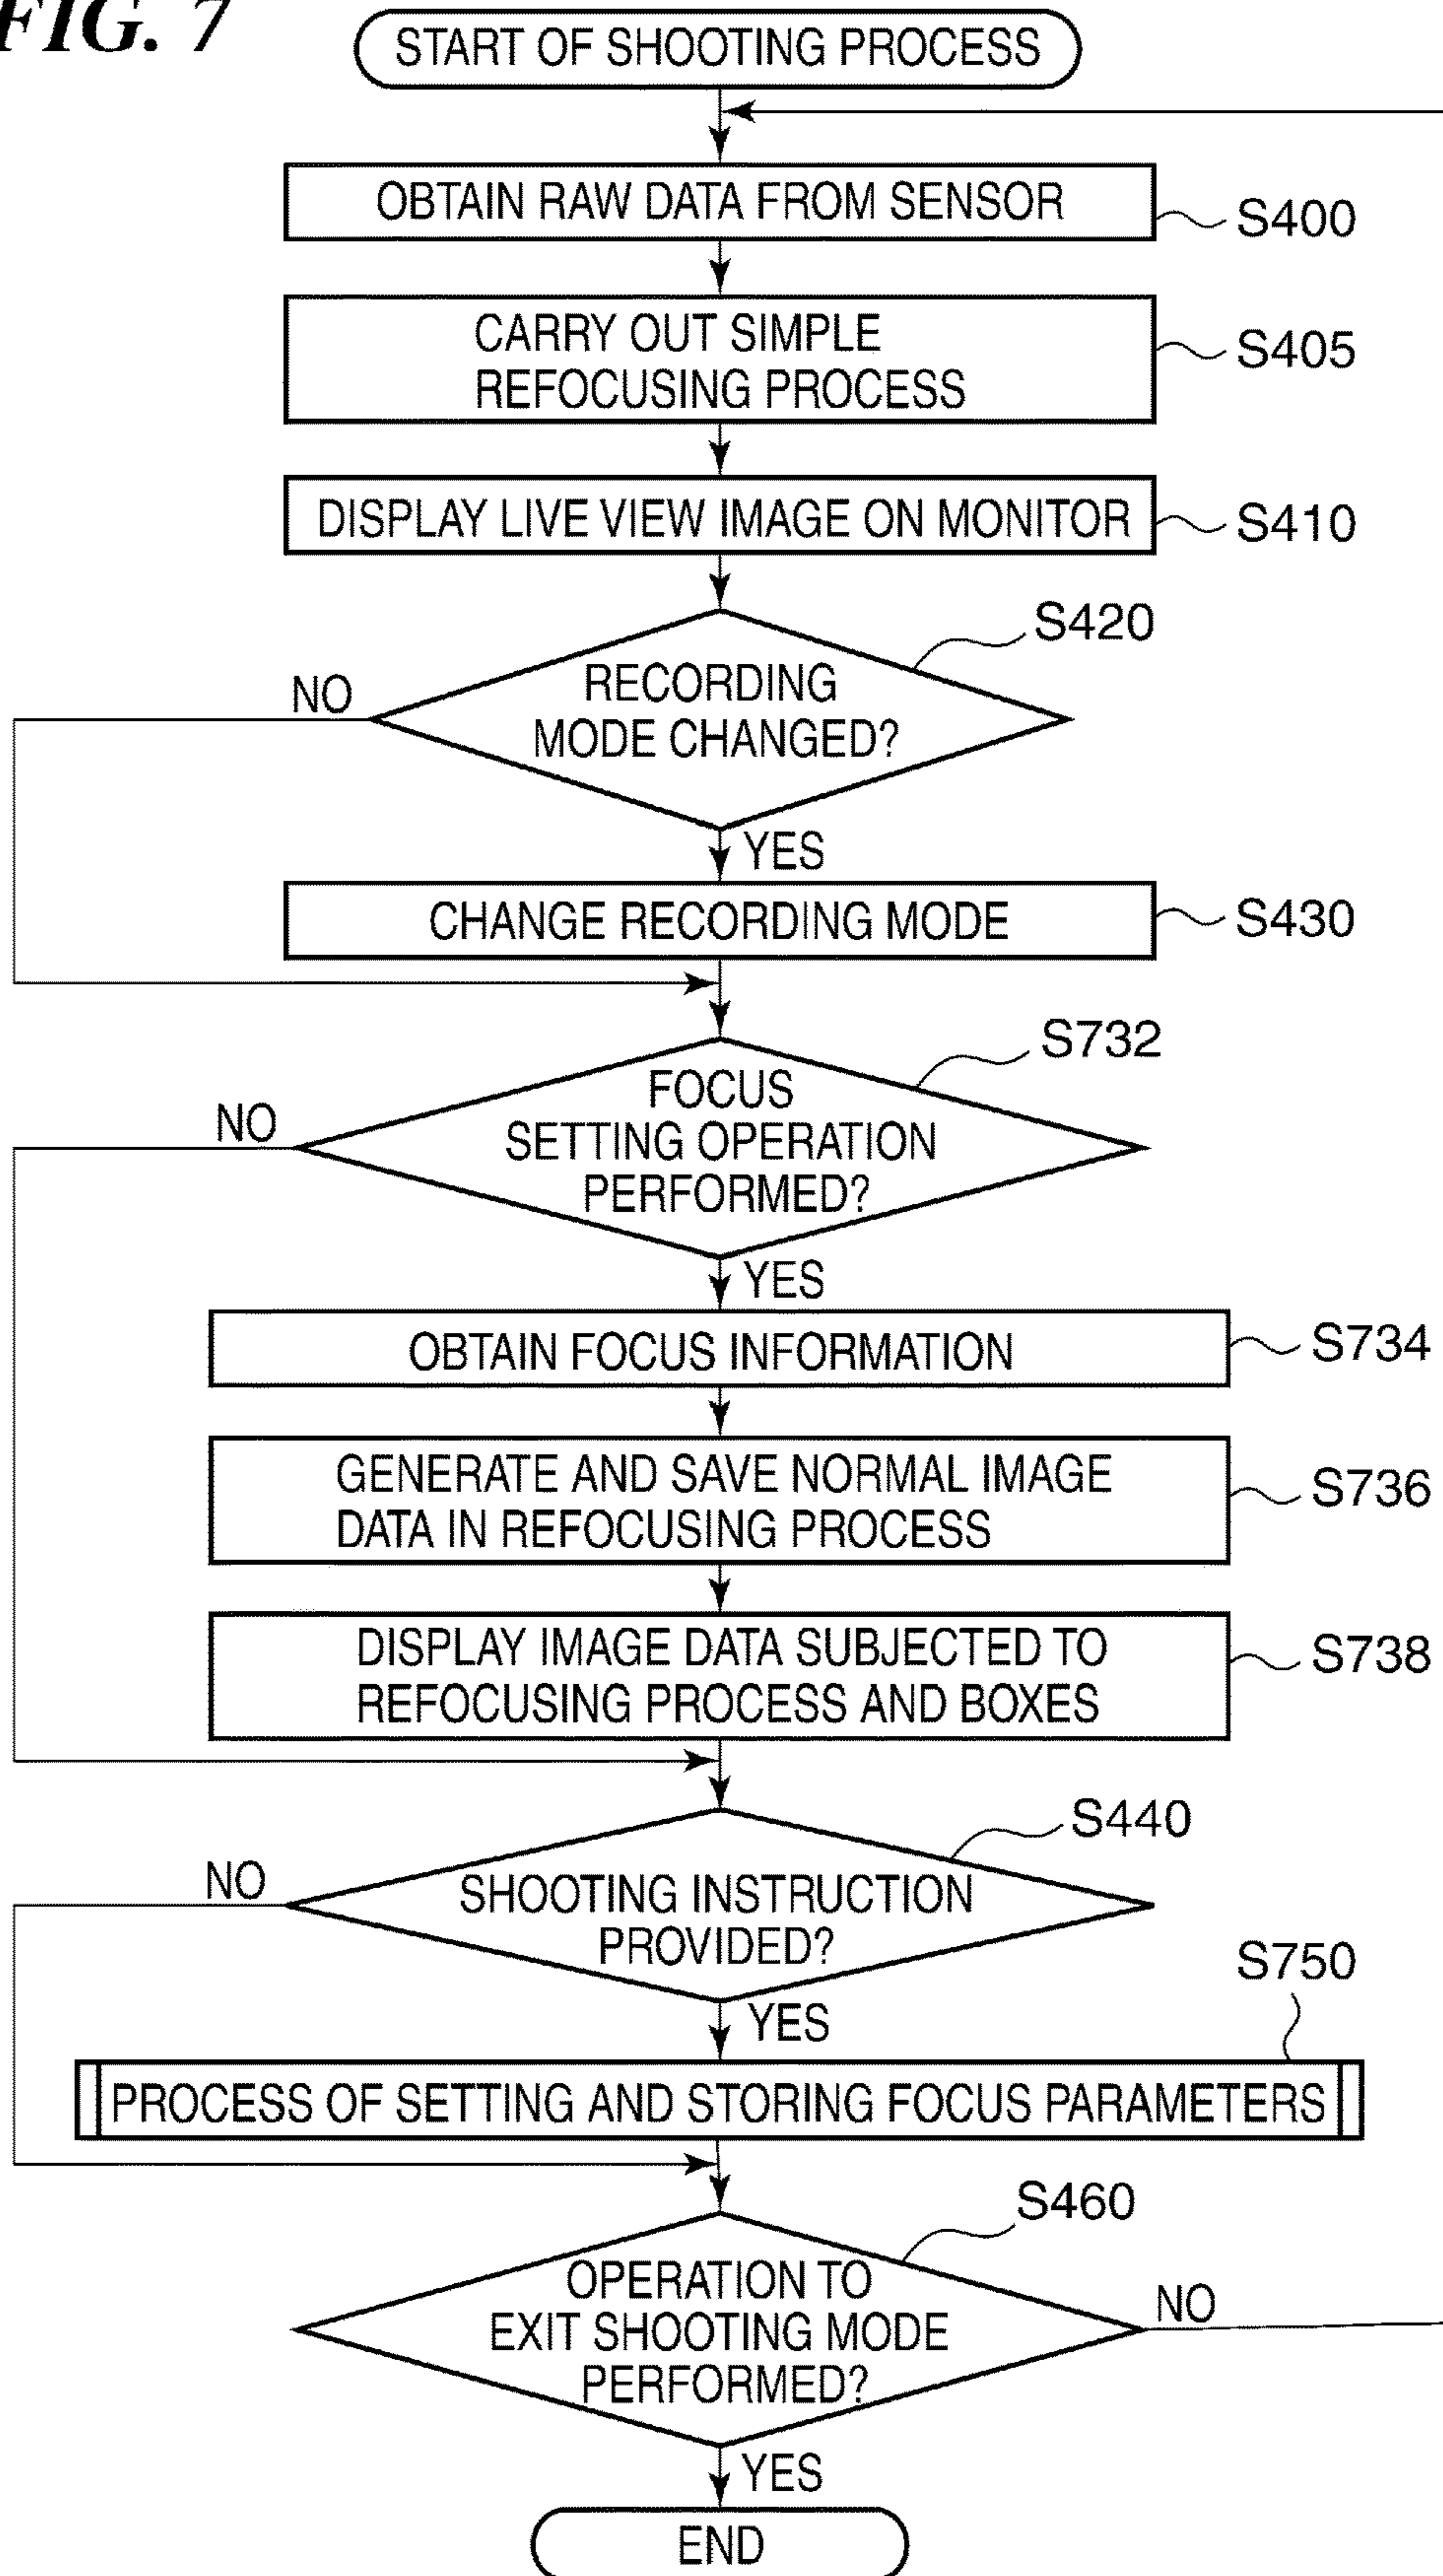 FIG. 7
START OF SHOOTING PROCESS
OBTAIN RAW DATA FROM SENSOR
S400
CARRY OUT SIMPLE
REFOCUSING PROCESS
S405
DISPLAY LIVE VIEW IMAGE ON MONITOR
S410
S420
RECORDING
MODE CHANGED?
NO
YES
CHANGE RECORDING MODE
S430
S732
FOCUS
SETTING OPERATION
PERFORMED?
NO
YES
OBTAIN FOCUS INFORMATION
S734
GENERATE AND SAVE NORMAL IMAGE
DATA IN REFOCUSING PROCESS
S736
DISPLAY IMAGE DATA SUBJECTED TO
REFOCUSING PROCESS AND BOXES
S738
S440
SHOOTING INSTRUCTION
PROVIDED?
NO
YES
S750
PROCESS OF SETTING AND STORING FOCUS PARAMETERS
S460
OPERATION TO
EXIT SHOOTING MODE
PERFORMED?
NO
YES
END